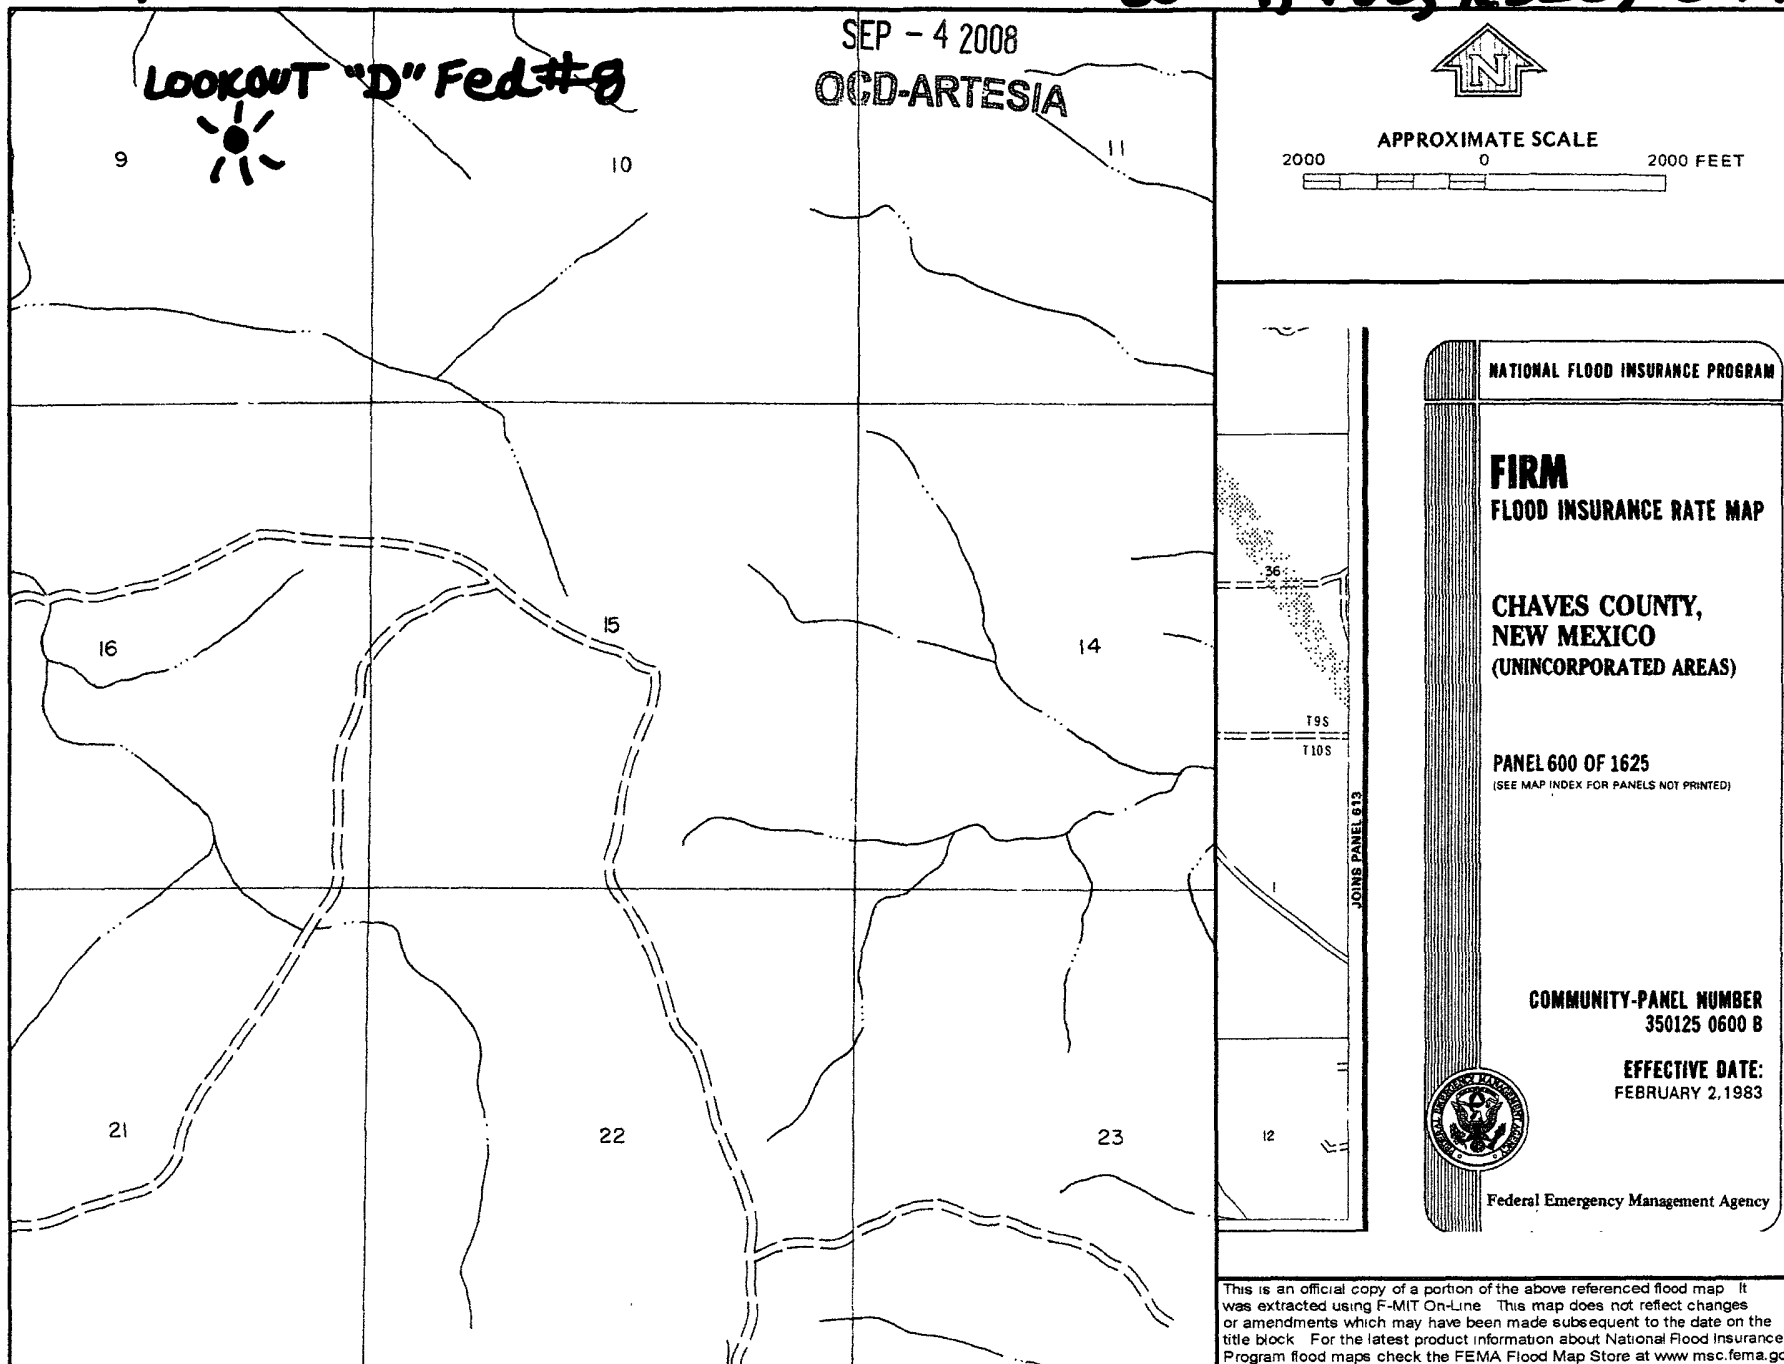 SEP - 4 2008
OCD-ARTESIA
LOOKOUT "D" Fed #8
9
10
11
16
15
14
21
22
23
N
APPROXIMATE SCALE
2000 0 2000 FEET
36
T9S
T10S
1
12
JOINS PANEL 613
NATIONAL FLOOD INSURANCE PROGRAM
FIRM
FLOOD INSURANCE RATE MAP
CHAVES COUNTY,
NEW MEXICO
(UNINCORPORATED AREAS)
PANEL 600 OF 1625
(SEE MAP INDEX FOR PANELS NOT PRINTED)
COMMUNITY-PANEL NUMBER
350125 0600 B
EFFECTIVE DATE:
FEBRUARY 2, 1983
FEDERAL EMERGENCY MANAGEMENT AGENCY
Federal Emergency Management Agency
This is an official copy of a portion of the above referenced flood map It
was extracted using F-MIT On-Line This map does not reflect changes
or amendments which may have been made subsequent to the date on the
title block For the latest product information about National Flood Insurance
Program flood maps check the FEMA Flood Map Store at www msc.fema.go